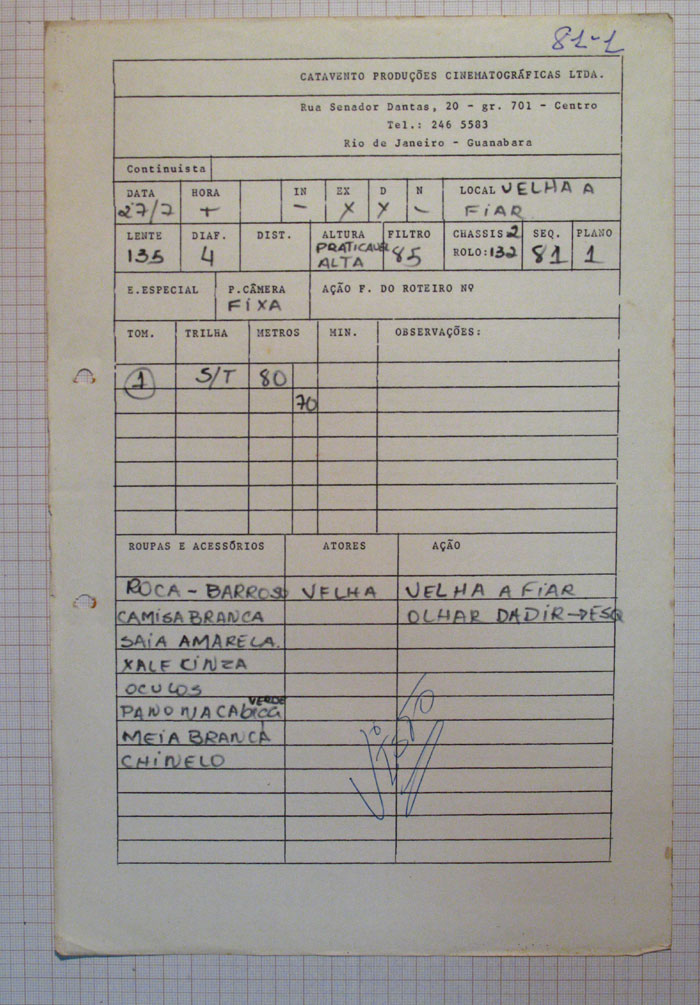 81-1
CATAVENTO PRODUÇÕES CINEMATOGRÁFICAS LTDA.
Rua Senador Dantas, 20 - gr. 701 - Centro
Tel.: 246 5583
Rio de Janeiro - Guanabara
Continuista
DATA HORA IN EX D N LOCAL VELHA A
27/7 + - X X - FIAR
LENTE DIAF. DIST. ALTURA FILTRO CHASSIS 2 SEQ. PLANO
135 4 ALTA 85 ROLO: 132 81 1
E.ESPECIAL P.CÂMERA AÇÃO F. DO ROTEIRO Nº
FIXA
TOM. TRILHA METROS MIN. OBSERVAÇÕES:
1 S/T 80
70
ROUPAS E ACESSÓRIOS ATORES AÇÃO
ROCA - BARROSO VELHA VELHA A FIAR
CAMISA BRANCA OLHAR DADIR → ESQ
SAIA AMARELA.
XALE CINZA
OCULOS
VERDE
PANO NA CABEÇA
MEIA BRANCA
CHINELO